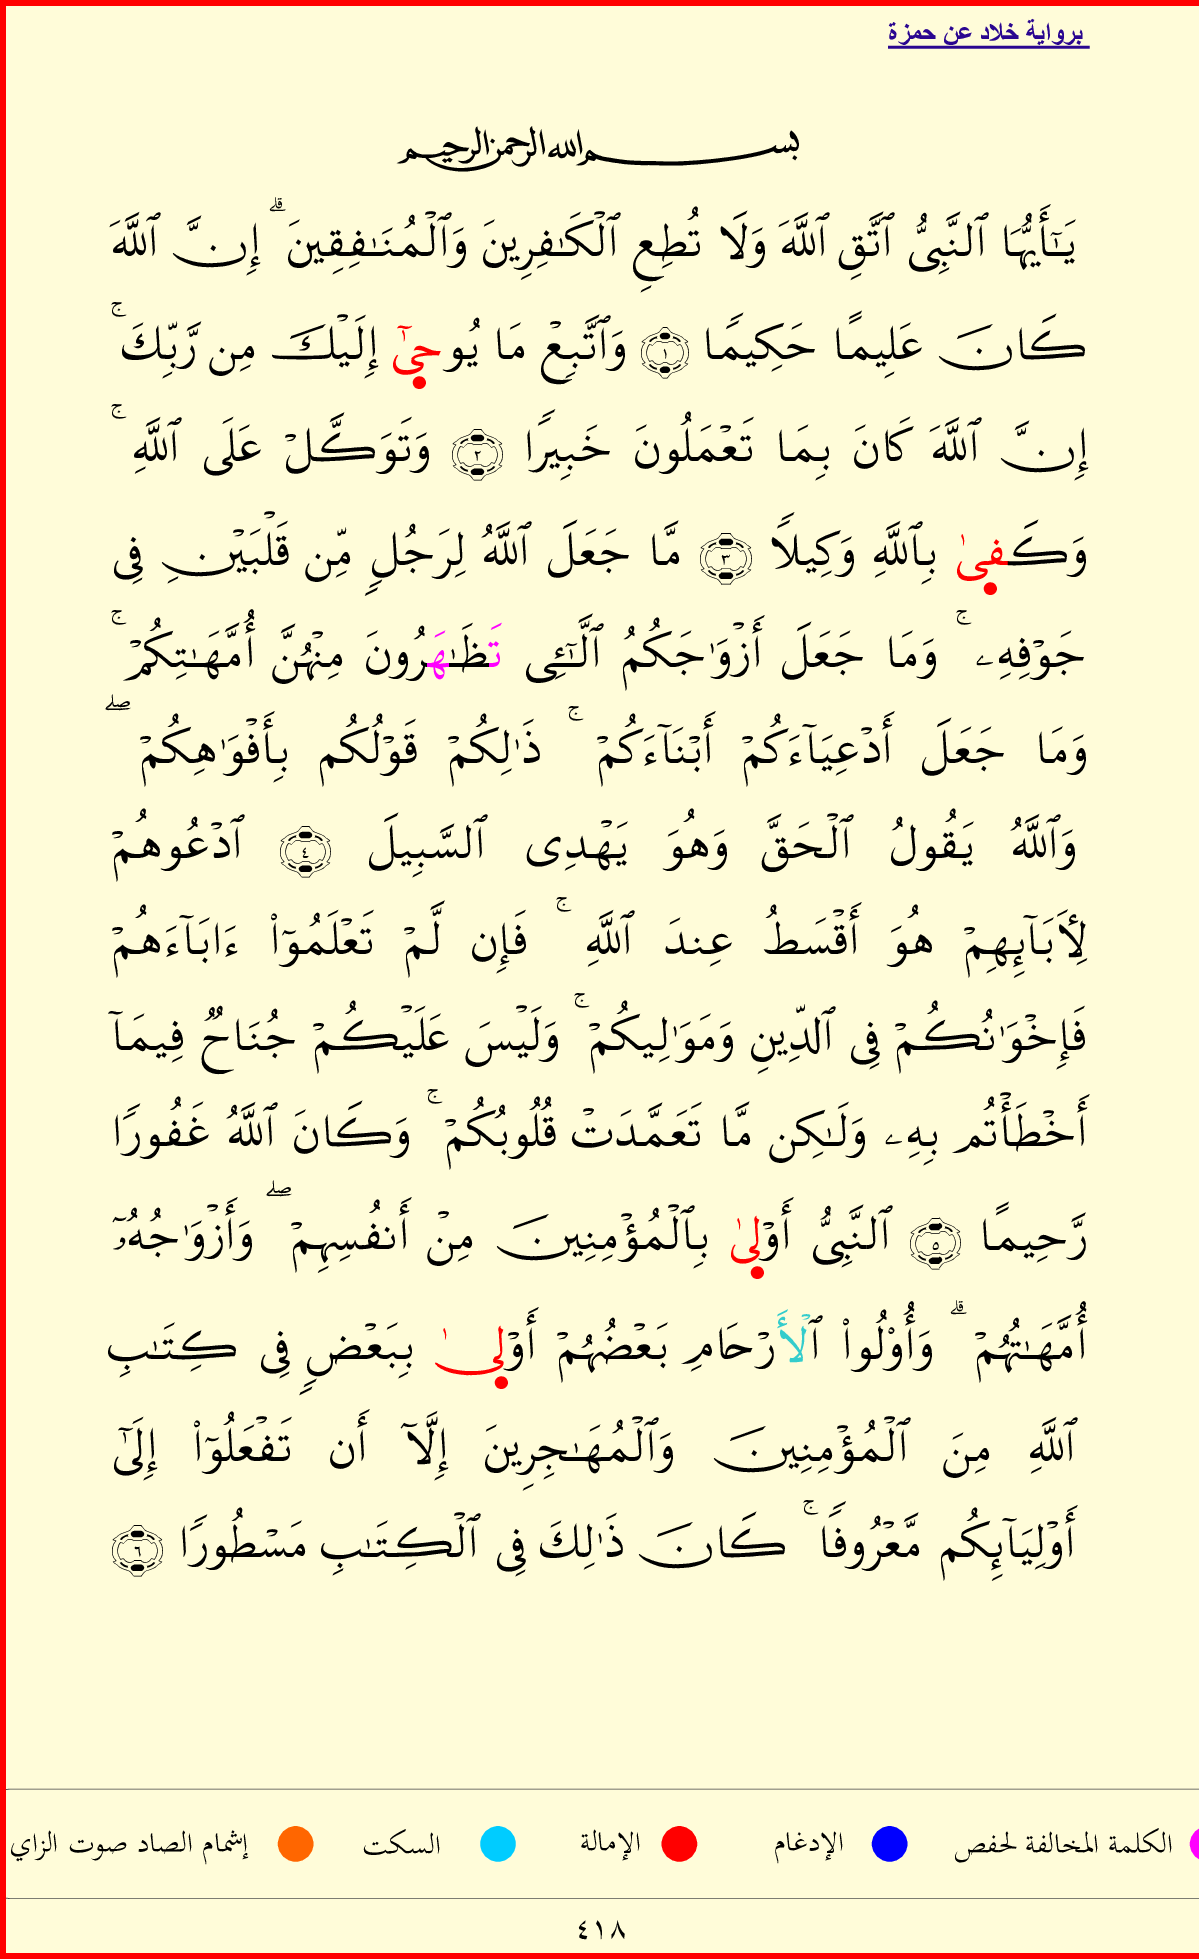 برواية خلاد عن حمزة
بسم الله الرحمن الرحيم
يَـٰٓأَيُّهَا ٱلنَّبِىُّ ٱتَّقِ ٱللَّهَ وَلَا تُطِعِ ٱلْكَـٰفِرِينَ وَٱلْمُنَـٰفِقِينَ ۗ إِنَّ ٱللَّهَ
كَانَ عَلِيمًا حَكِيمًا ١ وَٱتَّبِعْ مَا يُوحِىٰٓ إِلَيْكَ مِن رَّبِّكَ ۚ
إِنَّ ٱللَّهَ كَانَ بِمَا تَعْمَلُونَ خَبِيرًا ٢ وَتَوَكَّلْ عَلَى ٱللَّهِ ۚ
وَكَفِىٰ بِٱللَّهِ وَكِيلًا ٣ مَّا جَعَلَ ٱللَّهُ لِرَجُلٍ مِّن قَلْبَيْنِ فِى
جَوْفِهِۦ ۚ وَمَا جَعَلَ أَزْوَٰجَكُمُ ٱلَّـٰٓـِٔى تَظَـٰهَرُونَ مِنْهُنَّ أُمَّهَـٰتِكُمْ ۚ
وَمَا جَعَلَ أَدْعِيَآءَكُمْ أَبْنَآءَكُمْ ۚ ذَٰلِكُمْ قَوْلُكُم بِأَفْوَٰهِكُمْ ۖ
وَٱللَّهُ يَقُولُ ٱلْحَقَّ وَهُوَ يَهْدِى ٱلسَّبِيلَ ٤ ٱدْعُوهُمْ
لِأَبَآئِهِمْ هُوَ أَقْسَطُ عِندَ ٱللَّهِ ۚ فَإِن لَّمْ تَعْلَمُوٓا۟ ءَابَآءَهُمْ
فَإِخْوَٰنُكُمْ فِى ٱلدِّينِ وَمَوَٰلِيكُمْ ۚ وَلَيْسَ عَلَيْكُمْ جُنَاحٌ فِيمَآ
أَخْطَأْتُم بِهِۦ وَلَـٰكِن مَّا تَعَمَّدَتْ قُلُوبُكُمْ ۚ وَكَانَ ٱللَّهُ غَفُورًا
رَّحِيمًا ٥ ٱلنَّبِىُّ أَوْلِىٰ بِٱلْمُؤْمِنِينَ مِنْ أَنفُسِهِمْ ۖ وَأَزْوَٰجُهُۥٓ
أُمَّهَـٰتُهُمْ ۗ وَأُو۟لُوا۟ ٱلْأَرْحَامِ بَعْضُهُمْ أَوْلِىٰ بِبَعْضٍ فِى كِتَـٰبِ
ٱللَّهِ مِنَ ٱلْمُؤْمِنِينَ وَٱلْمُهَـٰجِرِينَ إِلَّآ أَن تَفْعَلُوٓا۟ إِلَىٰٓ
أَوْلِيَآئِكُم مَّعْرُوفًا ۚ كَانَ ذَٰلِكَ فِى ٱلْكِتَـٰبِ مَسْطُورًا ٦
الكلمة المخالفة لحفص الإدغام الإمالة السكت إشمام الصاد صوت الزاي
٤١٨